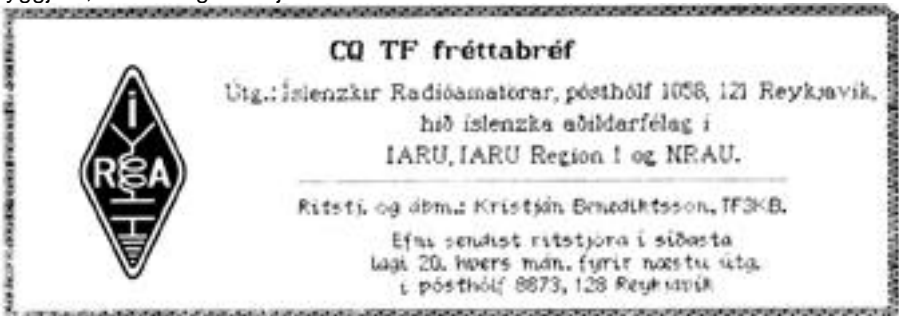 CQ TF fréttabréf
Útg.: Íslenzkir Radíóamatörar, pósthólf 1058, 121 Reykjavík,
hið íslenzka aðildarfélag í
IARU, IARU Region 1 og NRAU.
Ritstj. og ábm.: Kristján Benediktsson, TF3KB.
Efni sendist ritstjóra í síðasta
lagi 20. hvers mán. fyrir næstu útg.
í pósthólf 8873, 128 Reykjavík
i
R A